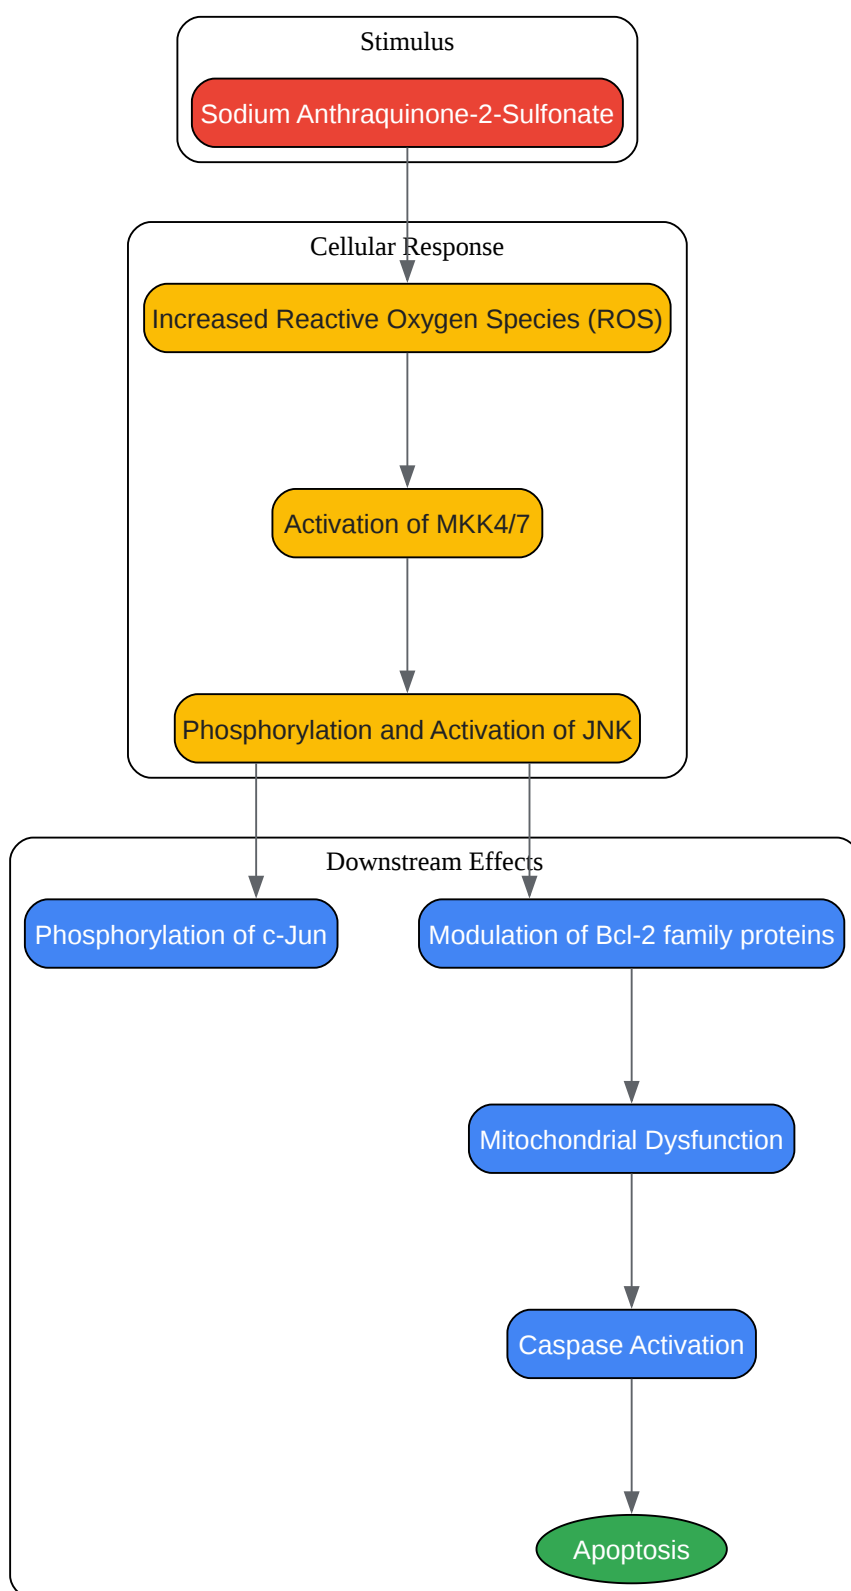 Stimulus
Sodium Anthraquinone-2-Sulfonate
Cellular Response
Increased Reactive Oxygen Species (ROS)
Activation of MKK4/7
Phosphorylation and Activation of JNK
Downstream Effects
Phosphorylation of c-Jun
Modulation of Bcl-2 family proteins
Mitochondrial Dysfunction
Caspase Activation
Apoptosis